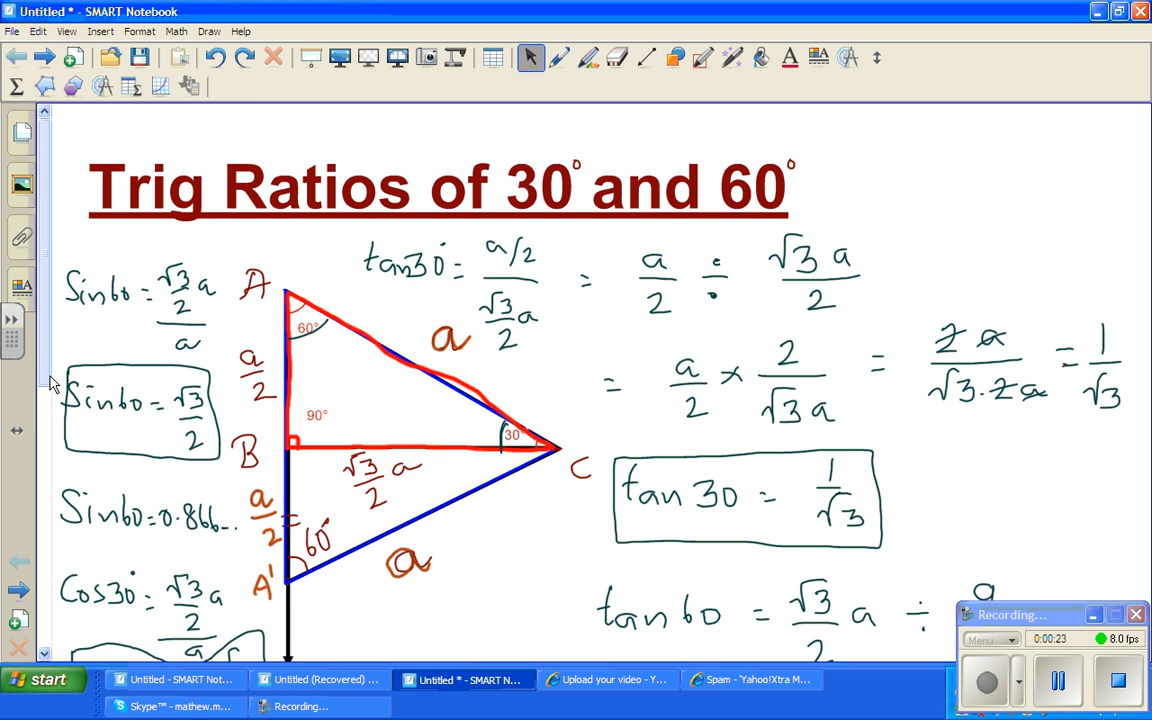 Untitled * - SMART Notebook
File Edit View Insert Format Math Draw Help
Trig Ratios of 30° and 60°
Sin60 = √3/2 a / a
Sin60 = √3/2
Sin60 = 0.866...
Cos30° = √3/2 a / a
A
60°
a/2
90°
B
a/2 =
60°
A'
a
30°
C
√3/2 a
a
tan30° = a/2 / √3/2 a = a/2 ÷ √3 a/2
= a/2 × 2/√3 a = 2 a/√3 . 2a = 1/√3
tan 30 = 1/√3
tan 60 = √3/2 a ÷ a
Recording...
Menu
0:00:23
8.0 fps
start
Untitled - SMART Not...
Untitled (Recovered) ...
Untitled * - SMART N...
Upload your video - Y...
Spam - 'Yahoo!Xtra M...
Skype™ - mathew.m...
Recording...